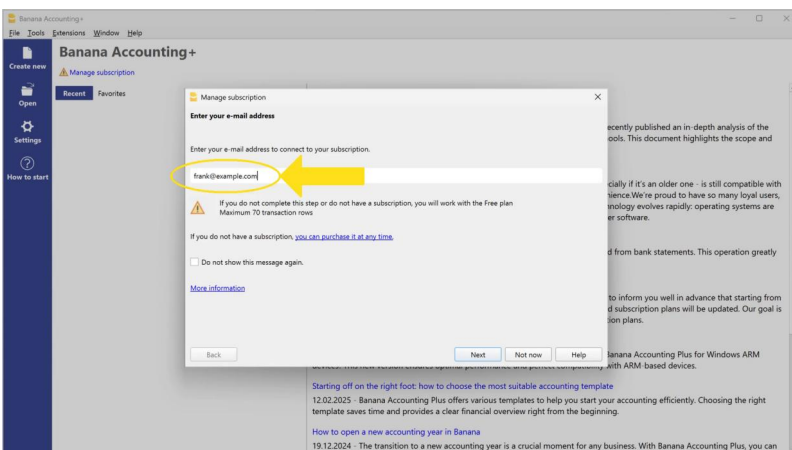 Banana Accounting+
File Tools Extensions Window Help
Create new
Open
Settings
How to start
Banana Accounting+
Manage subscription
Recent Favorites
Manage subscription
Enter your e-mail address
Enter your e-mail address to connect to your subscription.
frank@example.com
If you do not complete this step or do not have a subscription, you will work with the Free plan
Maximum 70 transaction rows
If you do not have a subscription, you can purchase it at any time.
Do not show this message again.
More information
Back Next Not now Help
ecently published an in-depth analysis of the
ools. This document highlights the scope and
cially if it's an older one - is still compatible with
nience.We're proud to have so many loyal users,
nology evolves rapidly: operating systems are
er software.
d from bank statements. This operation greatly
to inform you well in advance that starting from
d subscription plans will be updated. Our goal is
ion plans.
Banana Accounting Plus for Windows ARM
devices. This new version ensures optimal performance and perfect compatibility with ARM-based devices.
Starting off on the right foot: how to choose the most suitable accounting template
12.02.2025 - Banana Accounting Plus offers various templates to help you start your accounting efficiently. Choosing the right
template saves time and provides a clear financial overview right from the beginning.
How to open a new accounting year in Banana
19.12.2024 - The transition to a new accounting year is a crucial moment for any business. With Banana Accounting Plus, you can